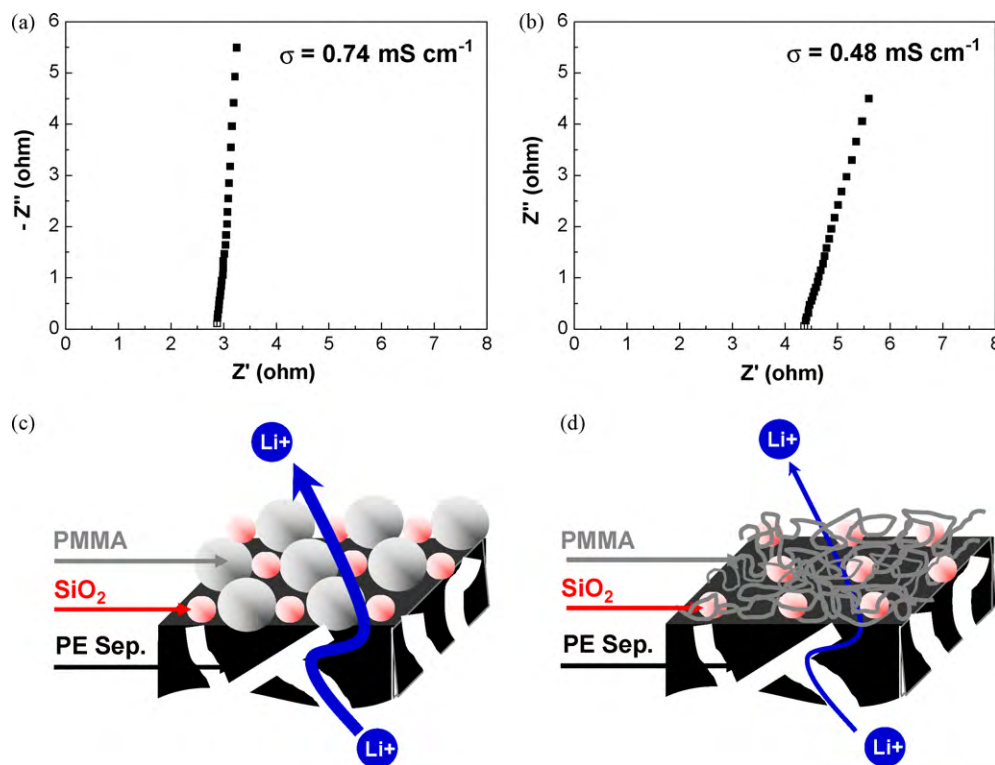 (a)
σ = 0.74 mS cm⁻¹
6
5
4
3
2
1
0
- Z'' (ohm)
0 1 2 3 4 5 6 7 8
Z' (ohm)
(b)
σ = 0.48 mS cm⁻¹
6
5
4
3
2
1
0
Z'' (ohm)
0 1 2 3 4 5 6 7 8
Z' (ohm)
(c)
Li+
PMMA
SiO₂
PE Sep.
Li+
(d)
Li+
PMMA
SiO₂
PE Sep.
Li+